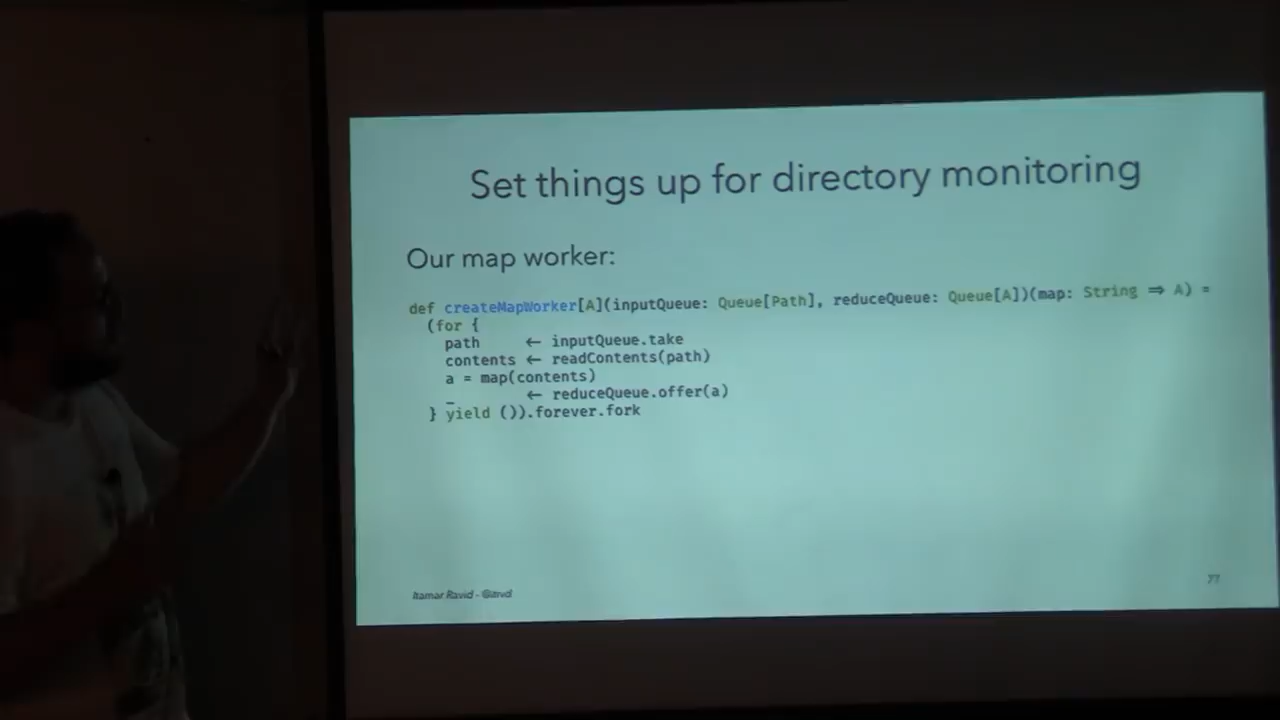 Set things up for directory monitoring
Our map worker:
def createMapWorker[A](inputQueue: Queue[Path], reduceQueue: Queue[A])(map: String ⇒ A) =
(for {
path ← inputQueue.take
contents ← readContents(path)
a = map(contents)
_ ← reduceQueue.offer(a)
} yield ()).forever.fork
Itamar Ravid - @iravid
77